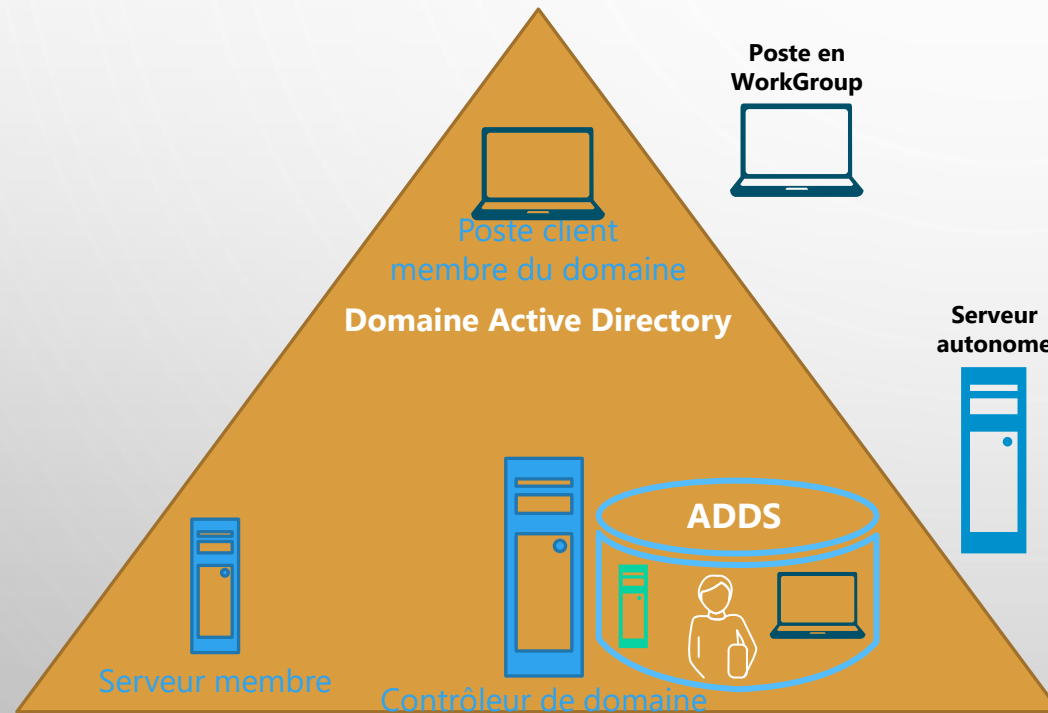 Poste en
WorkGroup
Poste client
membre du domaine
Domaine Active Directory
Serveur
autonome
ADDS
Serveur membre
Contrôleur de domaine